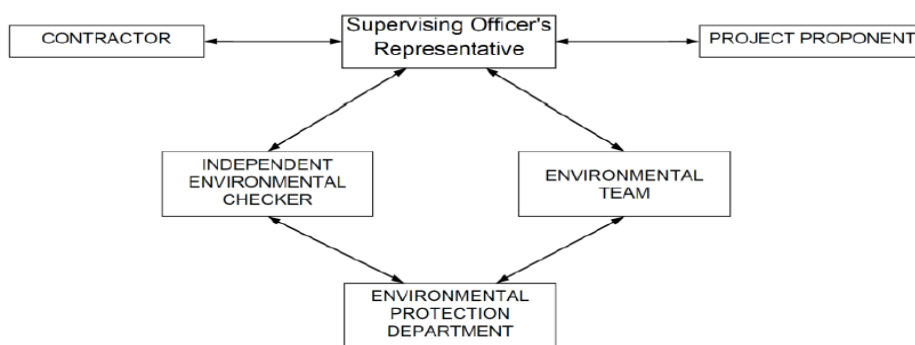 CONTRACTOR
Supervising Officer's
Representative
PROJECT PROPONENT
INDEPENDENT
ENVIRONMENTAL
CHECKER
ENVIRONMENTAL
TEAM
ENVIRONMENTAL
PROTECTION
DEPARTMENT